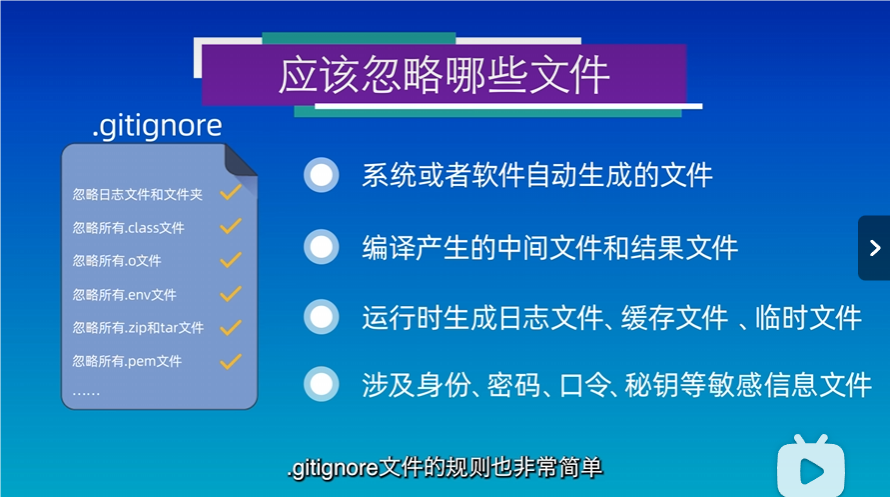 应该忽略哪些文件
.gitignore
忽略日志文件和文件夹
忽略所有.class文件
忽略所有.o文件
忽略所有.env文件
忽略所有.zip和tar文件
忽略所有.pem文件
......
系统或者软件自动生成的文件
编译产生的中间文件和结果文件
运行时生成日志文件、缓存文件、临时文件
涉及身份、密码、口令、秘钥等敏感信息文件
.gitignore文件的规则也非常简单